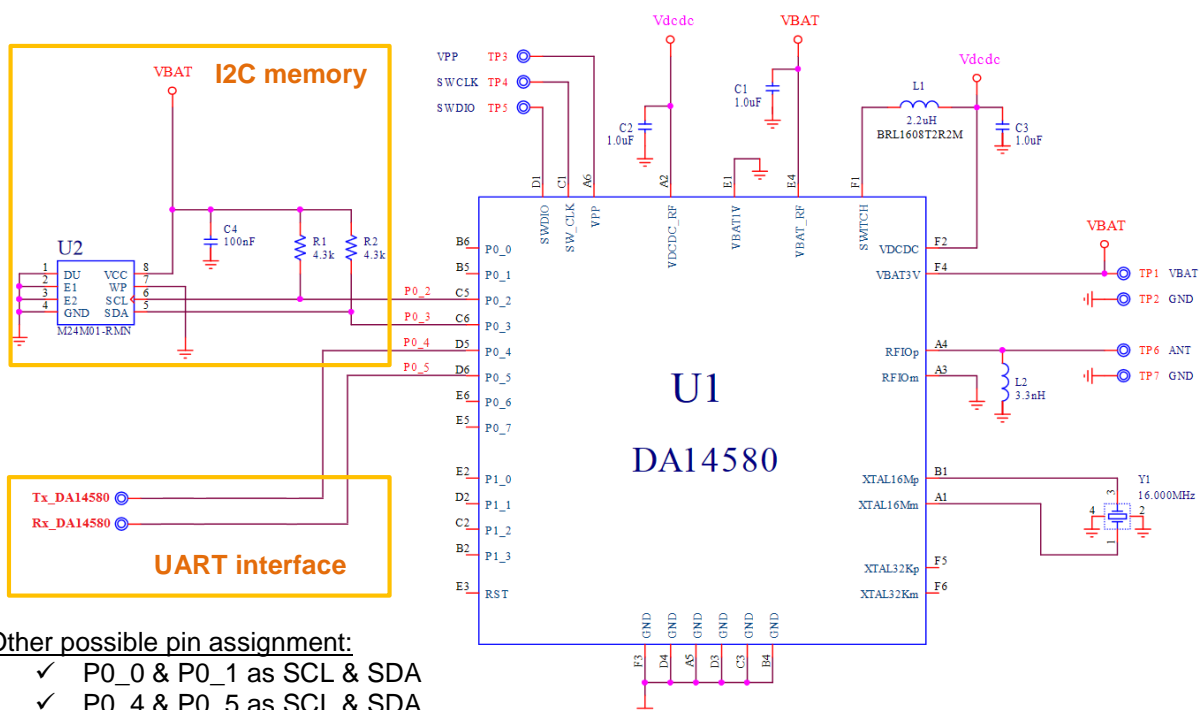 I2C memory
VBAT
C4
100nF
R1
4.3k
R2
4.3k
U2
1 DU VCC 8
2 E1 WP 7
3 E2 SCL 6
4 GND SDA 5
M24M01-RMN
P0_2
P0_3
P0_4
P0_5
Tx_DA14580
Rx_DA14580
UART interface
VPP TP3
SWCLK TP4
SWDIO TP5
Vdcdc
C2
1.0uF
VBAT
C1
1.0uF
Vdcdc
L1
2.2uH
BRL1608T2R2M
C3
1.0uF
D1 SWDIO
C1 SW_CLK
A6 VPP
A2 VDCDC_RF
E1 VBAT1V
E4 VBAT_RF
F1 SWITCH
B6 P0_0
B5 P0_1
C5 P0_2
C6 P0_3
D5 P0_4
D6 P0_5
E6 P0_6
E5 P0_7
E2 P1_0
D2 P1_1
C2 P1_2
B2 P1_3
E3 RST
U1
DA14580
VDCDC F2
VBAT3V F4
RFIOp A4
RFIOm A3
XTAL16Mp B1
XTAL16Mm A1
XTAL32Kp F5
XTAL32Km F6
VBAT
TP1 VBAT
TP2 GND
TP6 ANT
TP7 GND
L2
3.3nH
Y1
16.000MHz
3
4
2
1
GND GND GND GND GND GND
F3 D4 A5 D3 C3 B4
Other possible pin assignment:
✓ P0_0 & P0_1 as SCL & SDA
✓ P0_4 & P0_5 as SCL & SDA